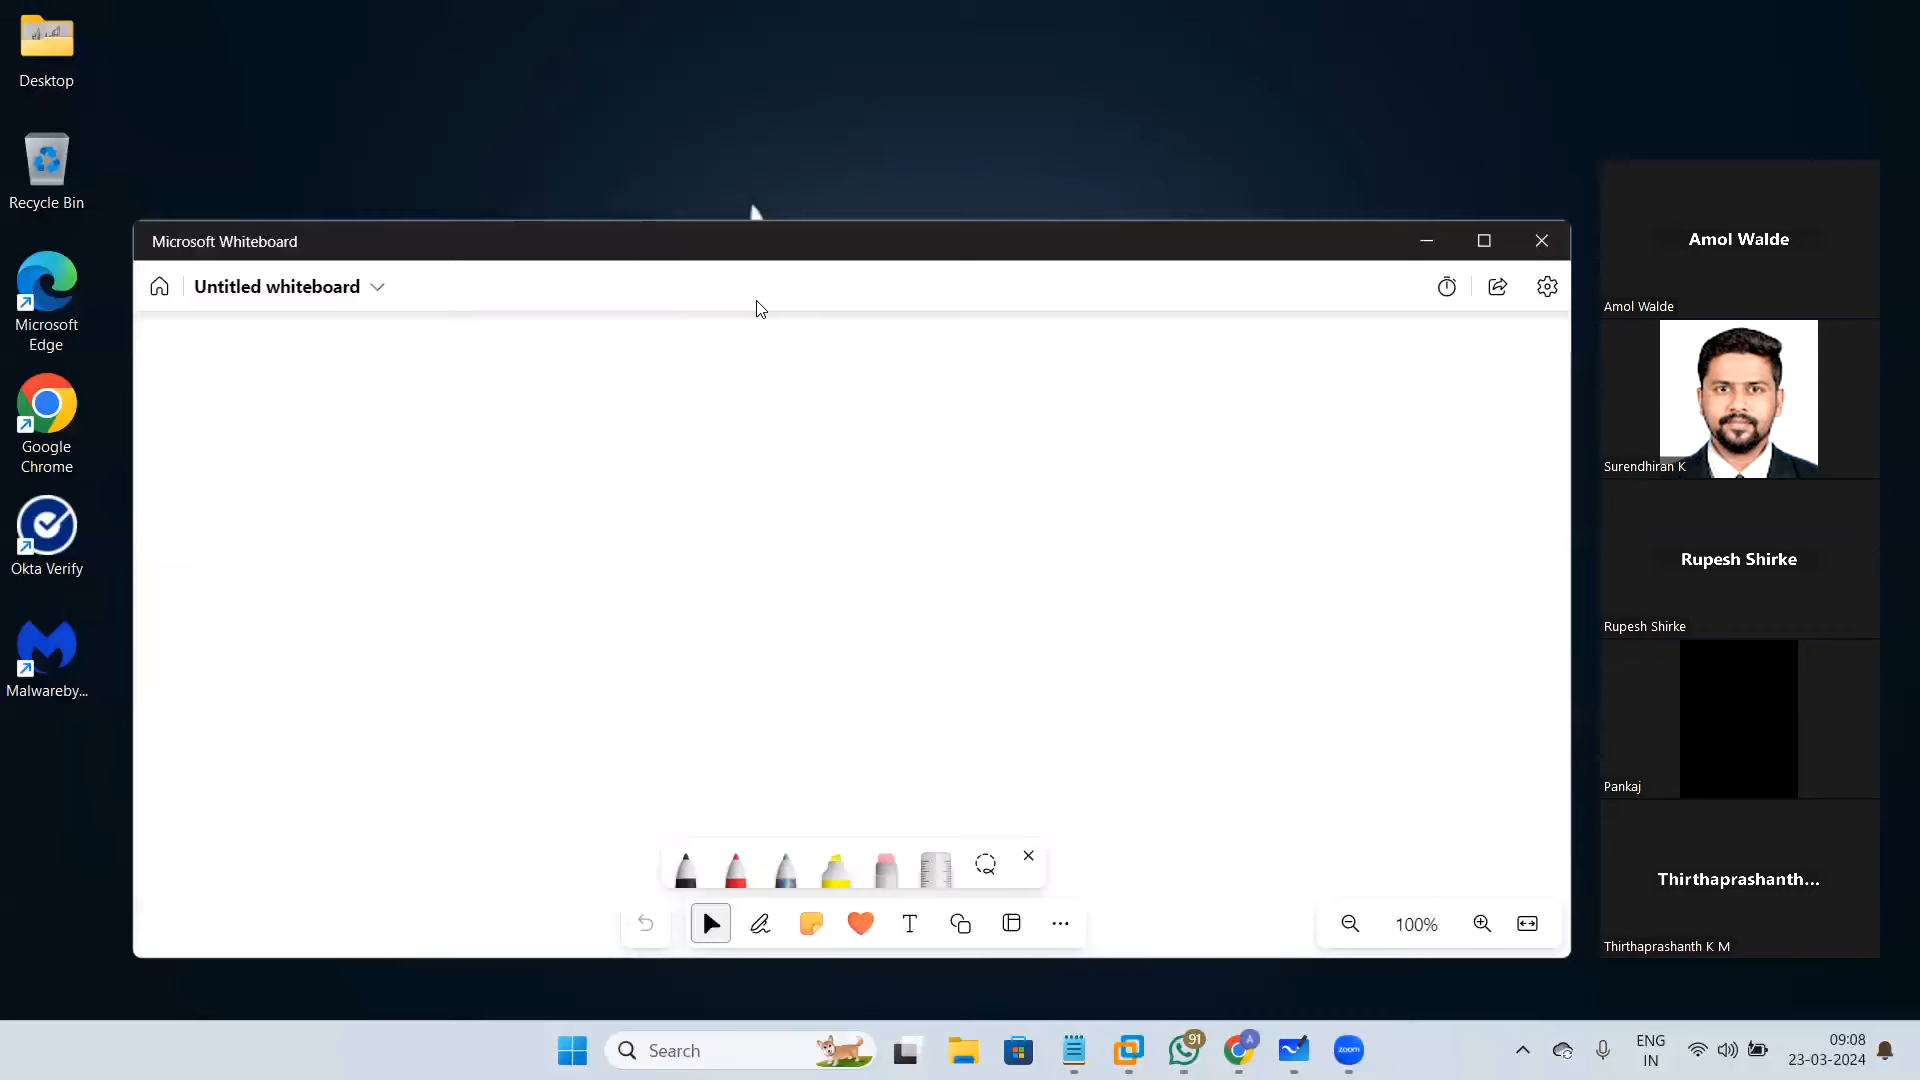 Desktop
Recycle Bin
Microsoft
Edge
Google
Chrome
Okta Verify
Malwareby...
Microsoft Whiteboard
Untitled whiteboard
T
100%
Amol Walde
Amol Walde
Surendhiran K
Rupesh Shirke
Rupesh Shirke
Pankaj
Thirthaprashanth...
Thirthaprashanth K M
Search
91
A
zoom
ENG
IN
09:08
23-03-2024